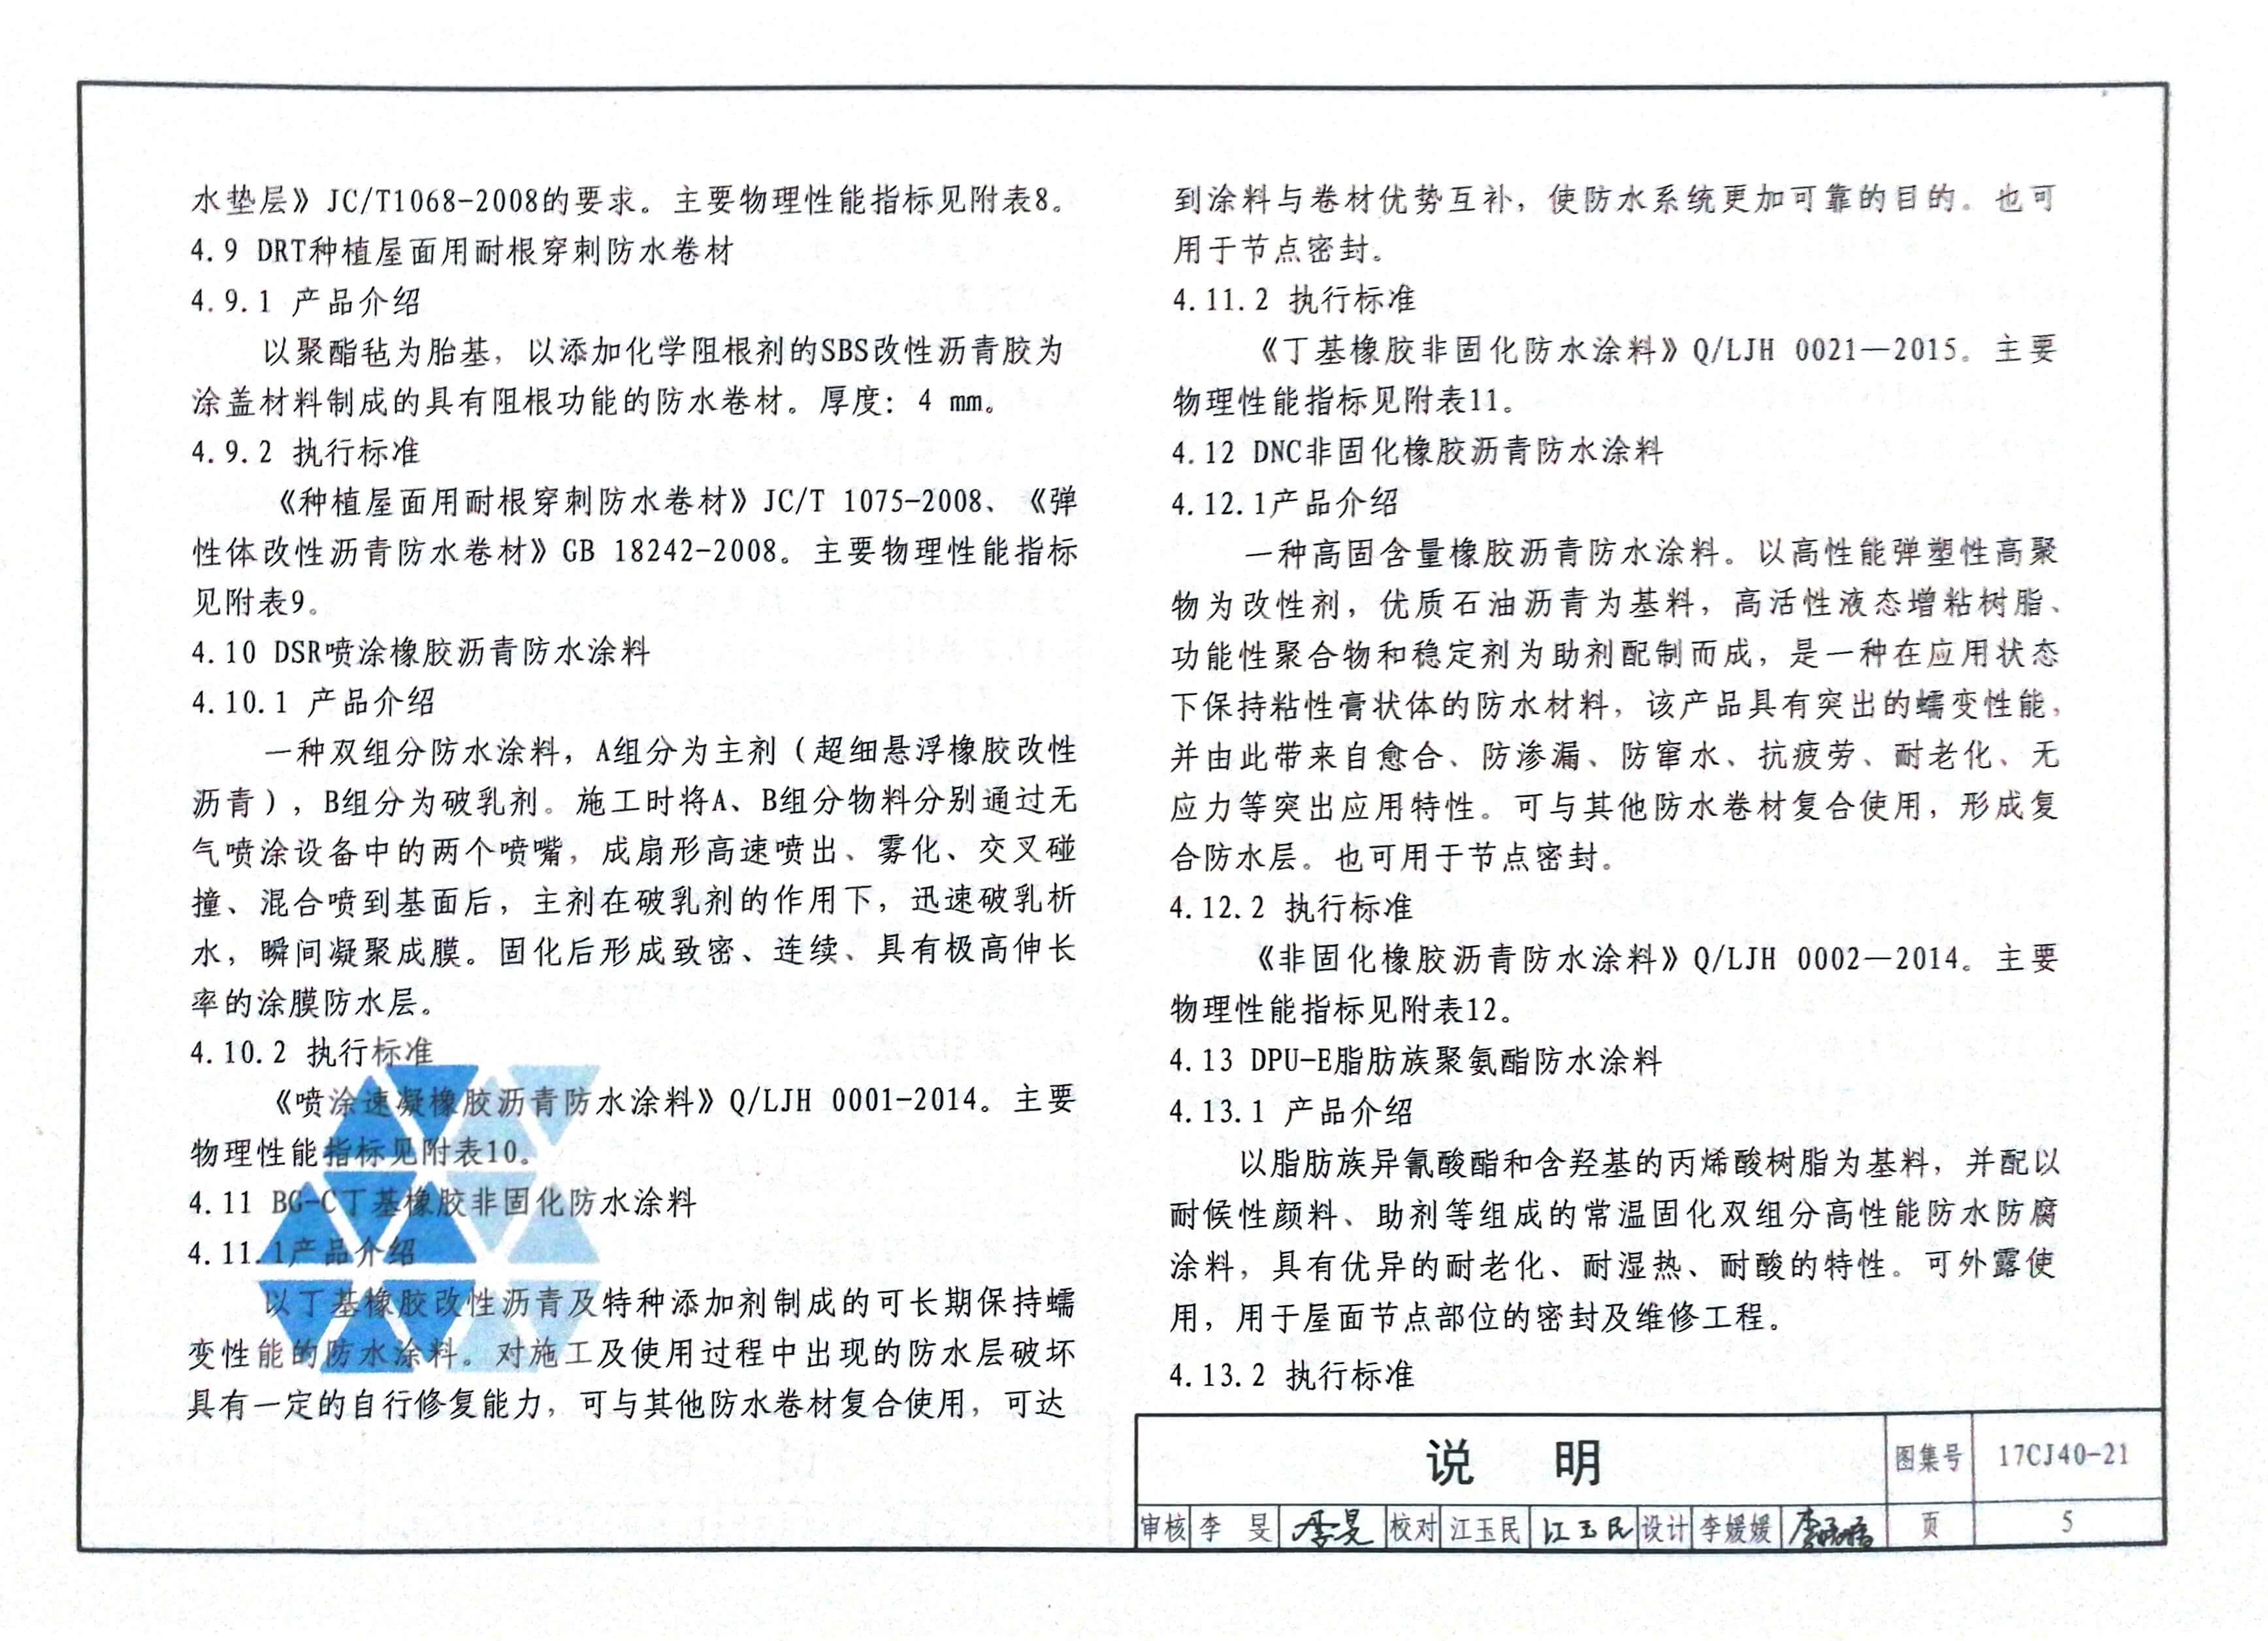 水垫层》JC/T1068-2008的要求。主要物理性能指标见附表8。
4.9 DRT种植屋面用耐根穿刺防水卷材
4.9.1 产品介绍
以聚酯毡为胎基，以添加化学阻根剂的SBS改性沥青胶为
涂盖材料制成的具有阻根功能的防水卷材。厚度：4 mm。
4.9.2 执行标准
《种植屋面用耐根穿刺防水卷材》JC/T 1075-2008、《弹
性体改性沥青防水卷材》GB 18242-2008。主要物理性能指标
见附表9。
4.10 DSR喷涂橡胶沥青防水涂料
4.10.1 产品介绍
一种双组分防水涂料，A组分为主剂（超细悬浮橡胶改性
沥青），B组分为破乳剂。施工时将A、B组分物料分别通过无
气喷涂设备中的两个喷嘴，成扇形高速喷出、雾化、交叉碰
撞、混合喷到基面后，主剂在破乳剂的作用下，迅速破乳析
水，瞬间凝聚成膜。固化后形成致密、连续、具有极高伸长
率的涂膜防水层。
4.10.2 执行标准
《喷涂速凝橡胶沥青防水涂料》Q/LJH 0001-2014。主要
物理性能指标见附表10。
4.11 BG-C丁基橡胶非固化防水涂料
4.11.1产品介绍
以丁基橡胶改性沥青及特种添加剂制成的可长期保持蠕
变性能的防水涂料。对施工及使用过程中出现的防水层破坏
具有一定的自行修复能力，可与其他防水卷材复合使用，可达
到涂料与卷材优势互补，使防水系统更加可靠的目的。也可
用于节点密封。
4.11.2 执行标准
《丁基橡胶非固化防水涂料》Q/LJH 0021—2015。主要
物理性能指标见附表11。
4.12 DNC非固化橡胶沥青防水涂料
4.12.1产品介绍
一种高固含量橡胶沥青防水涂料。以高性能弹塑性高聚
物为改性剂，优质石油沥青为基料，高活性液态增粘树脂、
功能性聚合物和稳定剂为助剂配制而成，是一种在应用状态
下保持粘性膏状体的防水材料，该产品具有突出的蠕变性能，
并由此带来自愈合、防渗漏、防窜水、抗疲劳、耐老化、无
应力等突出应用特性。可与其他防水卷材复合使用，形成复
合防水层。也可用于节点密封。
4.12.2 执行标准
《非固化橡胶沥青防水涂料》Q/LJH 0002—2014。主要
物理性能指标见附表12。
4.13 DPU-E脂肪族聚氨酯防水涂料
4.13.1 产品介绍
以脂肪族异氰酸酯和含羟基的丙烯酸树脂为基料，并配以
耐候性颜料、助剂等组成的常温固化双组分高性能防水防腐
涂料，具有优异的耐老化、耐湿热、耐酸的特性。可外露使
用，用于屋面节点部位的密封及维修工程。
4.13.2 执行标准
说 明 图集号 17CJ40-21
审核 李 旻 李旻 校对 江玉民 江玉民 设计 李媛媛 李媛媛 页 5